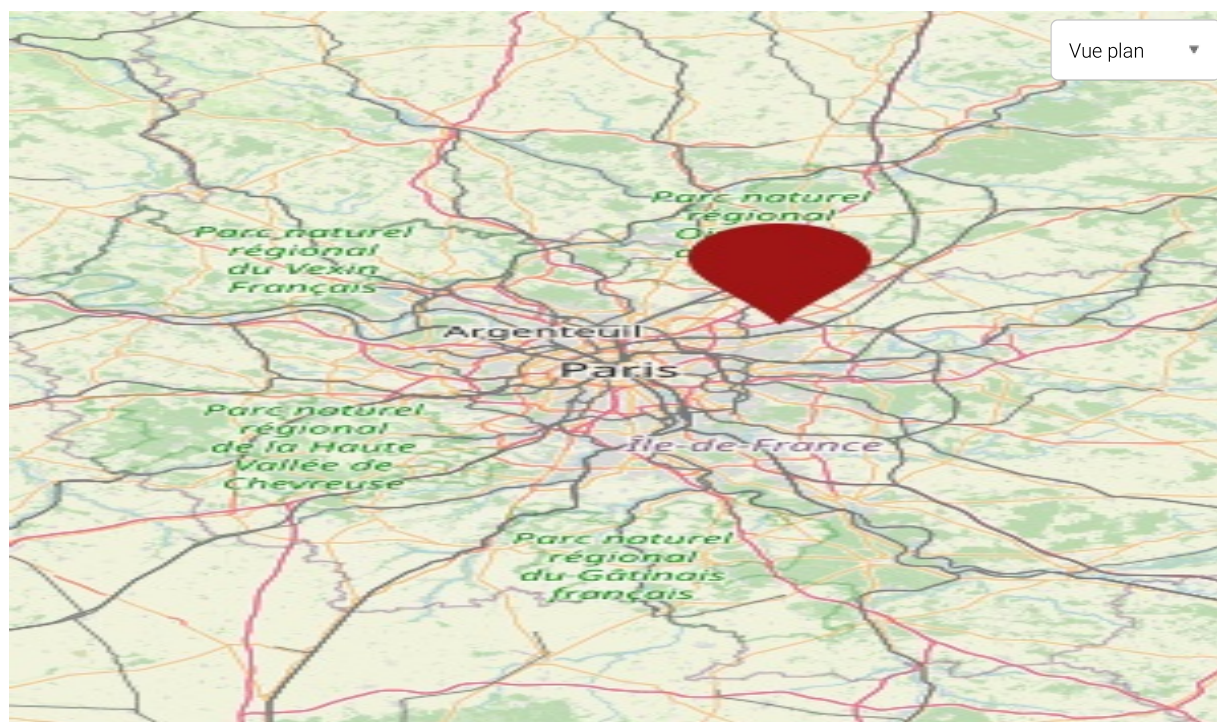 Vue plan
Parc naturel
régional
Parc naturel
régional
du Vexin
Français
Argenteuil
Paris
Parc naturel
régional
de la Haute
Vallée de
Chevreuse
Île-de-France
Parc naturel
régional
du Gâtinais
français